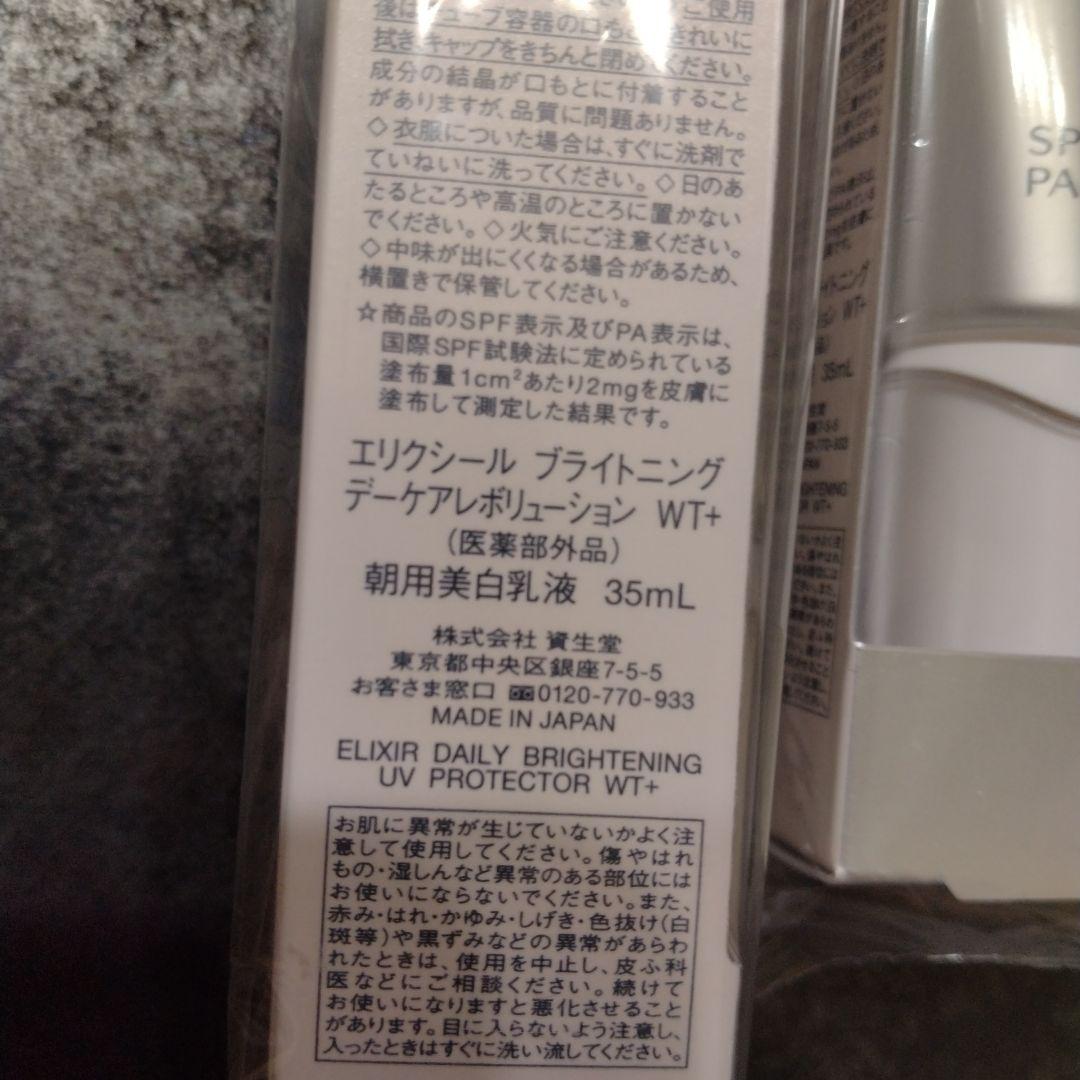 ご使用
後は、チューブ容器の口もとをきれいに
拭きキャップをきちんと閉めてください。
成分の結晶が口もとに付着すること
がありますが、品質に問題ありません。
◇衣服についた場合は、すぐに洗剤で
ていねいに洗ってください。◇日のあ
たるところや高温のところに置かない
でください。◇火気にご注意ください。
◇中味が出にくくなる場合があるため、
横置きで保管してください。
☆商品のSPF表示及びPA表示は、
国際SPF試験法に定められている
塗布量1cm²あたり2mgを皮膚に
塗布して測定した結果です。
エリクシール ブライトニング
デーケアレボリューション WT+
(医薬部外品)
朝用美白乳液 35mL
株式会社 資生堂
東京都中央区銀座7-5-5
お客さま窓口 0120-770-933
MADE IN JAPAN
ELIXIR DAILY BRIGHTENING
UV PROTECTOR WT+
お肌に異常が生じていないかよく注
意して使用してください。傷やはれ
もの・湿しんなど異常のある部位には
お使いにならないでください。また、
赤み・はれ・かゆみ・しげき・色抜け(白
斑等)や黒ずみなどの異常があらわ
れたときは、使用を中止し、皮ふ科
医などにご相談ください。続けて
お使いになりますと悪化させること
があります。目に入らないよう注意し、
入ったときはすぐに洗い流してください。
SP
PA
イトニング
ョン WT+
35mL